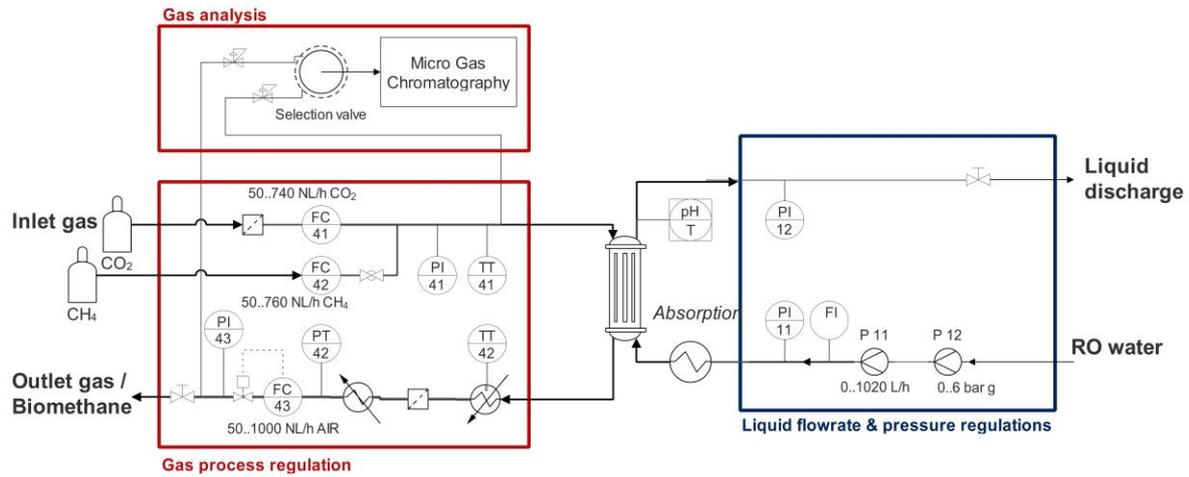 Gas analysis
Micro Gas
Chromatography
Selection valve
50..740 NL/h CO₂
Inlet gas
FC
41
CO₂
FC
42
PI
41
TT
41
50..760 NL/h CH₄
CH₄
PI
43
PT
42
TT
42
Outlet gas /
Biomethane
FC
43
50..1000 NL/h AIR
Gas process regulation
pH
T
Absorption
PI
12
Liquid
discharge
PI
11
FI
P 11
P 12
RO water
0..1020 L/h
0..6 bar g
Liquid flowrate & pressure regulations